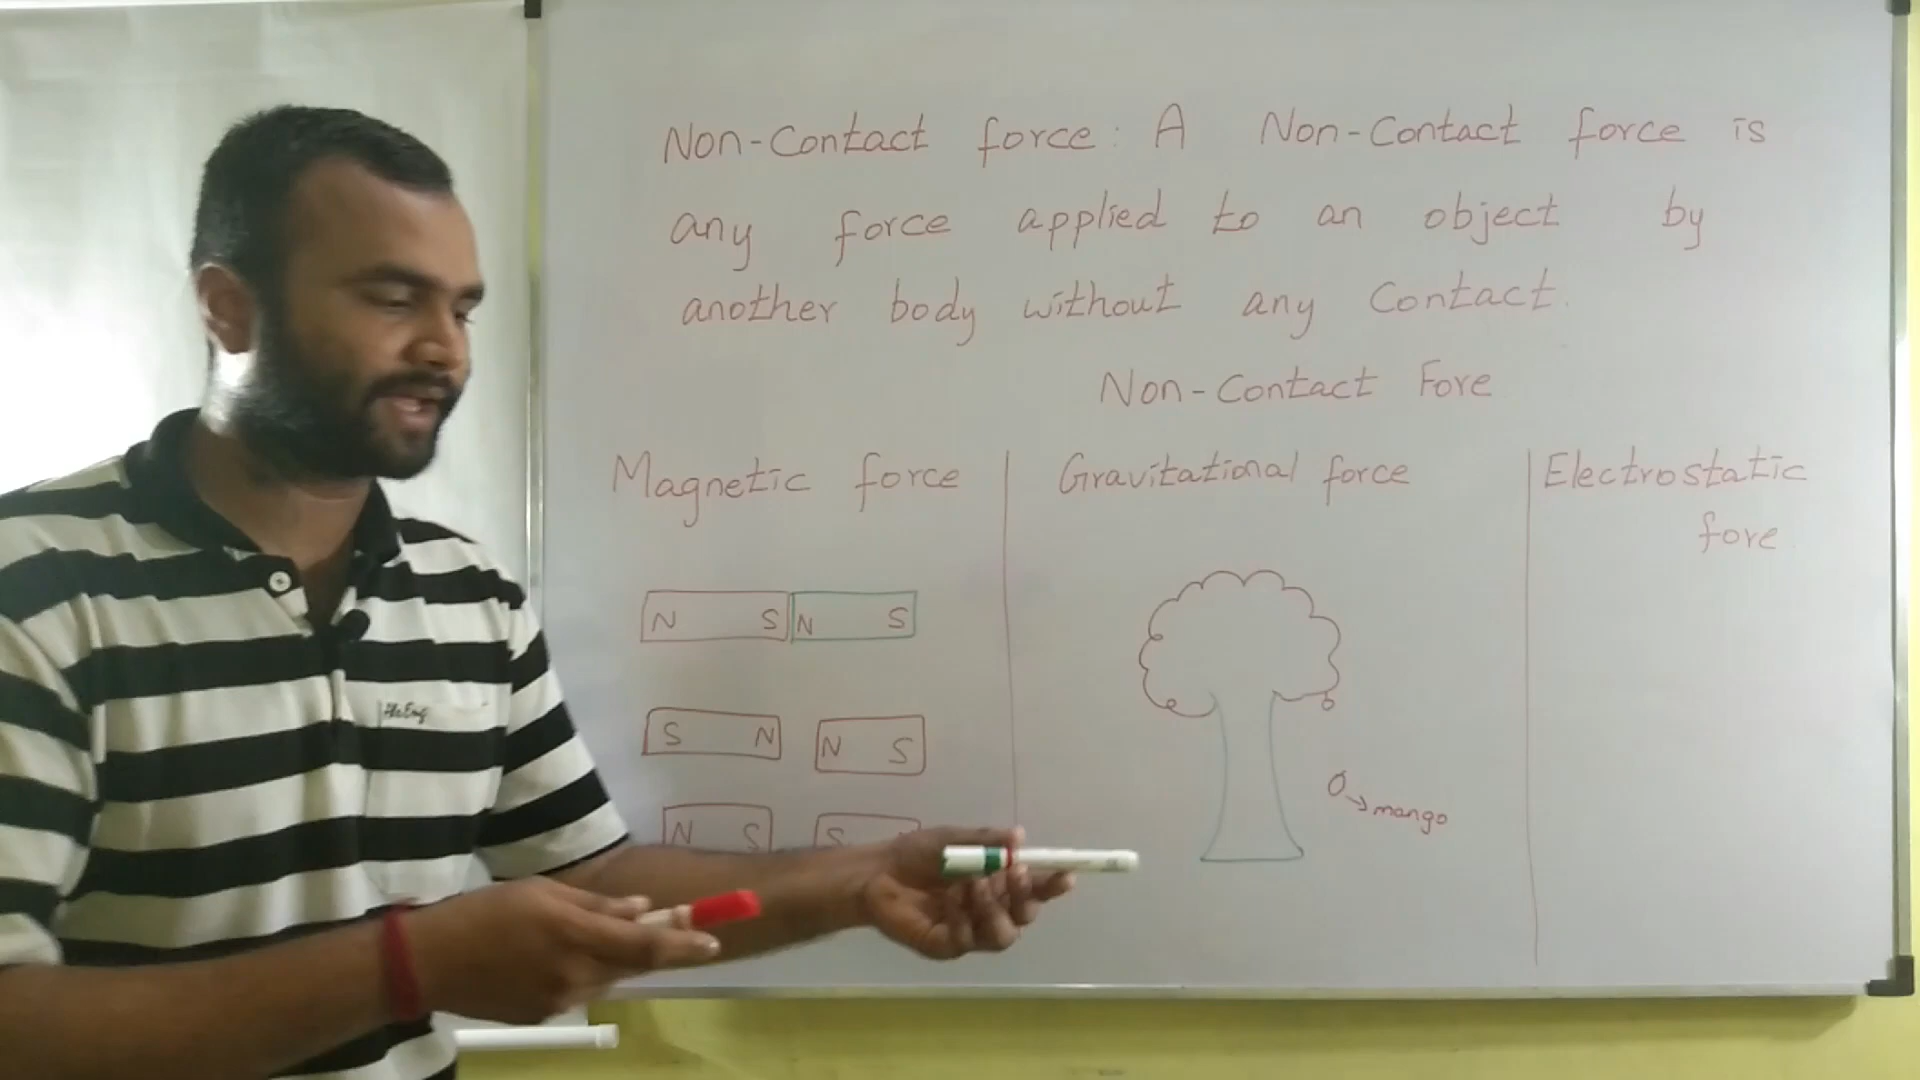 Non-Contact force: A Non-Contact force is
any force applied to an object by
another body without any Contact.
Non-Contact Fore
Magnetic force
Gravitational force
Electrostatic
fore
N S N S
S N N S
N S S
mango